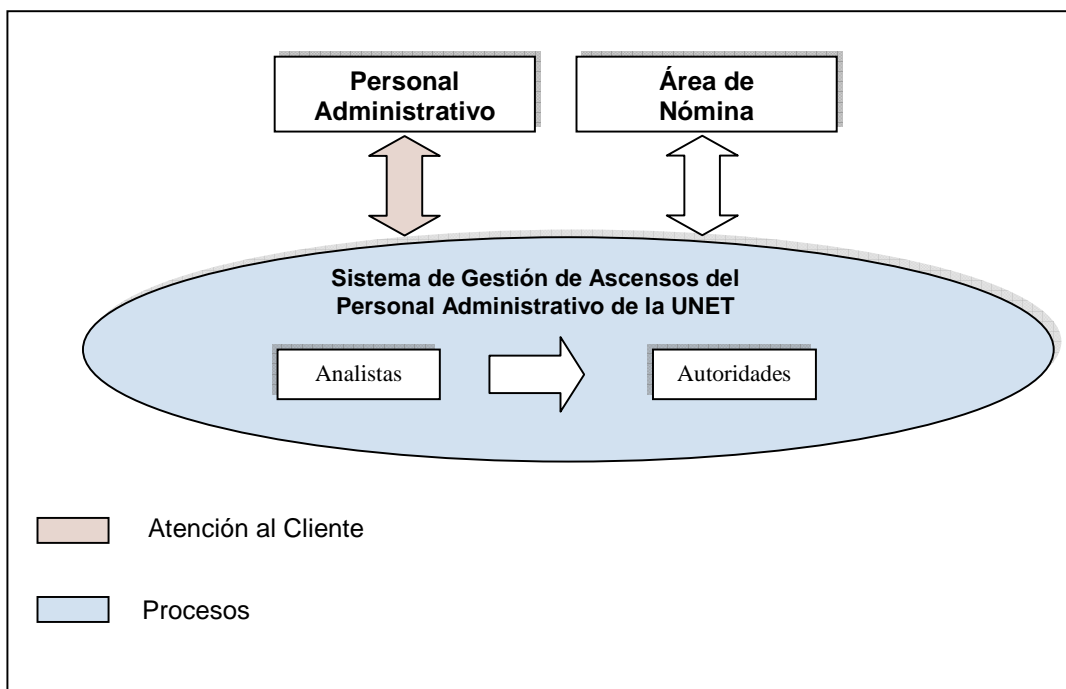 Personal
Administrativo
Área de
Nómina
Sistema de Gestión de Ascensos del
Personal Administrativo de la UNET
Analistas
Autoridades
Atención al Cliente
Procesos